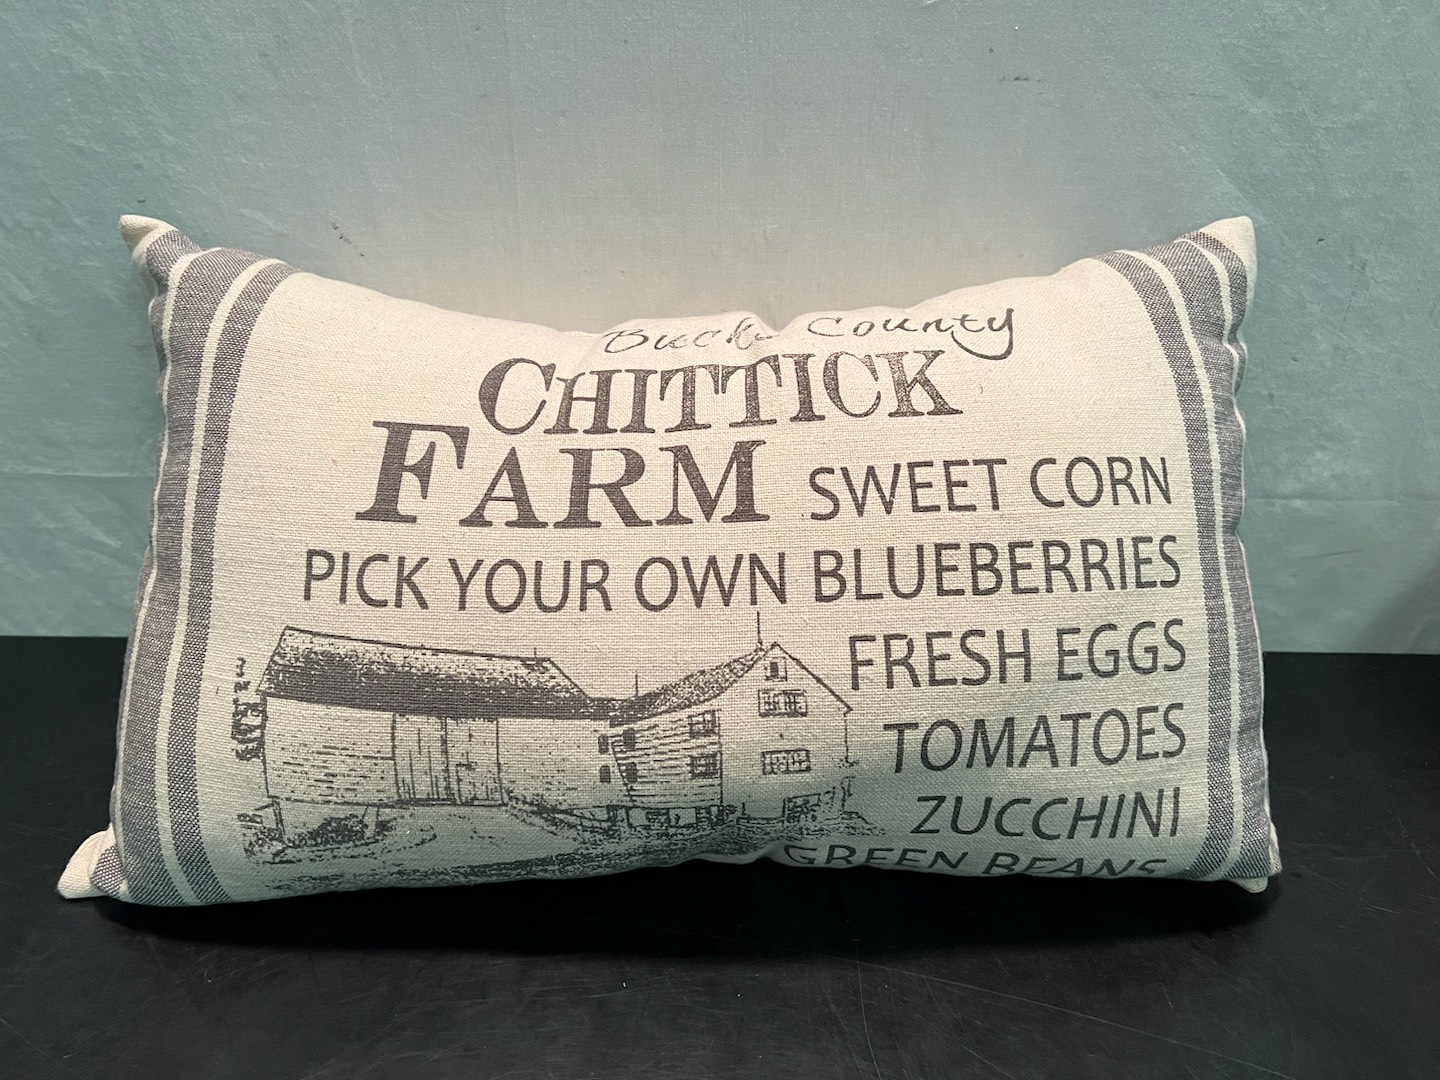 Bucks County
CHITTICK
FARM SWEET CORN
PICK YOUR OWN BLUEBERRIES
FRESH EGGS
TOMATOES
ZUCCHINI
GREEN BEANS